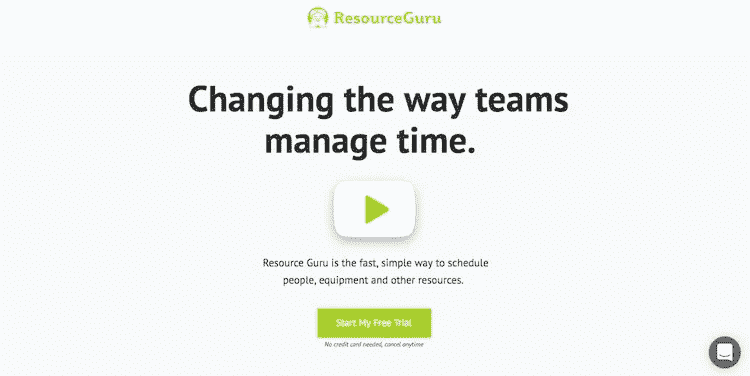 ResourceGuru
Changing the way teams
manage time.
Resource Guru is the fast, simple way to schedule
people, equipment and other resources.
Start My Free Trial
No credit card needed, cancel anytime